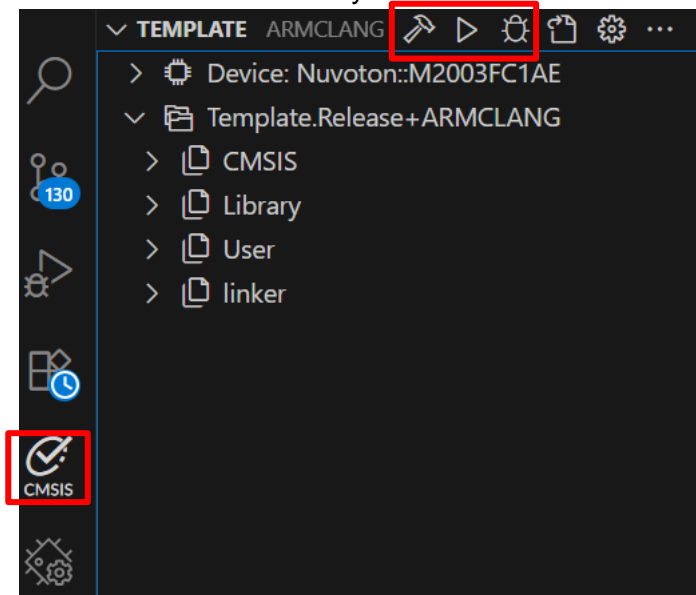 TEMPLATE ARMCLANG
Device: Nuvoton::M2003FC1AE
Template.Release+ARMCLANG
CMSIS
130
Library
User
linker
CMSIS